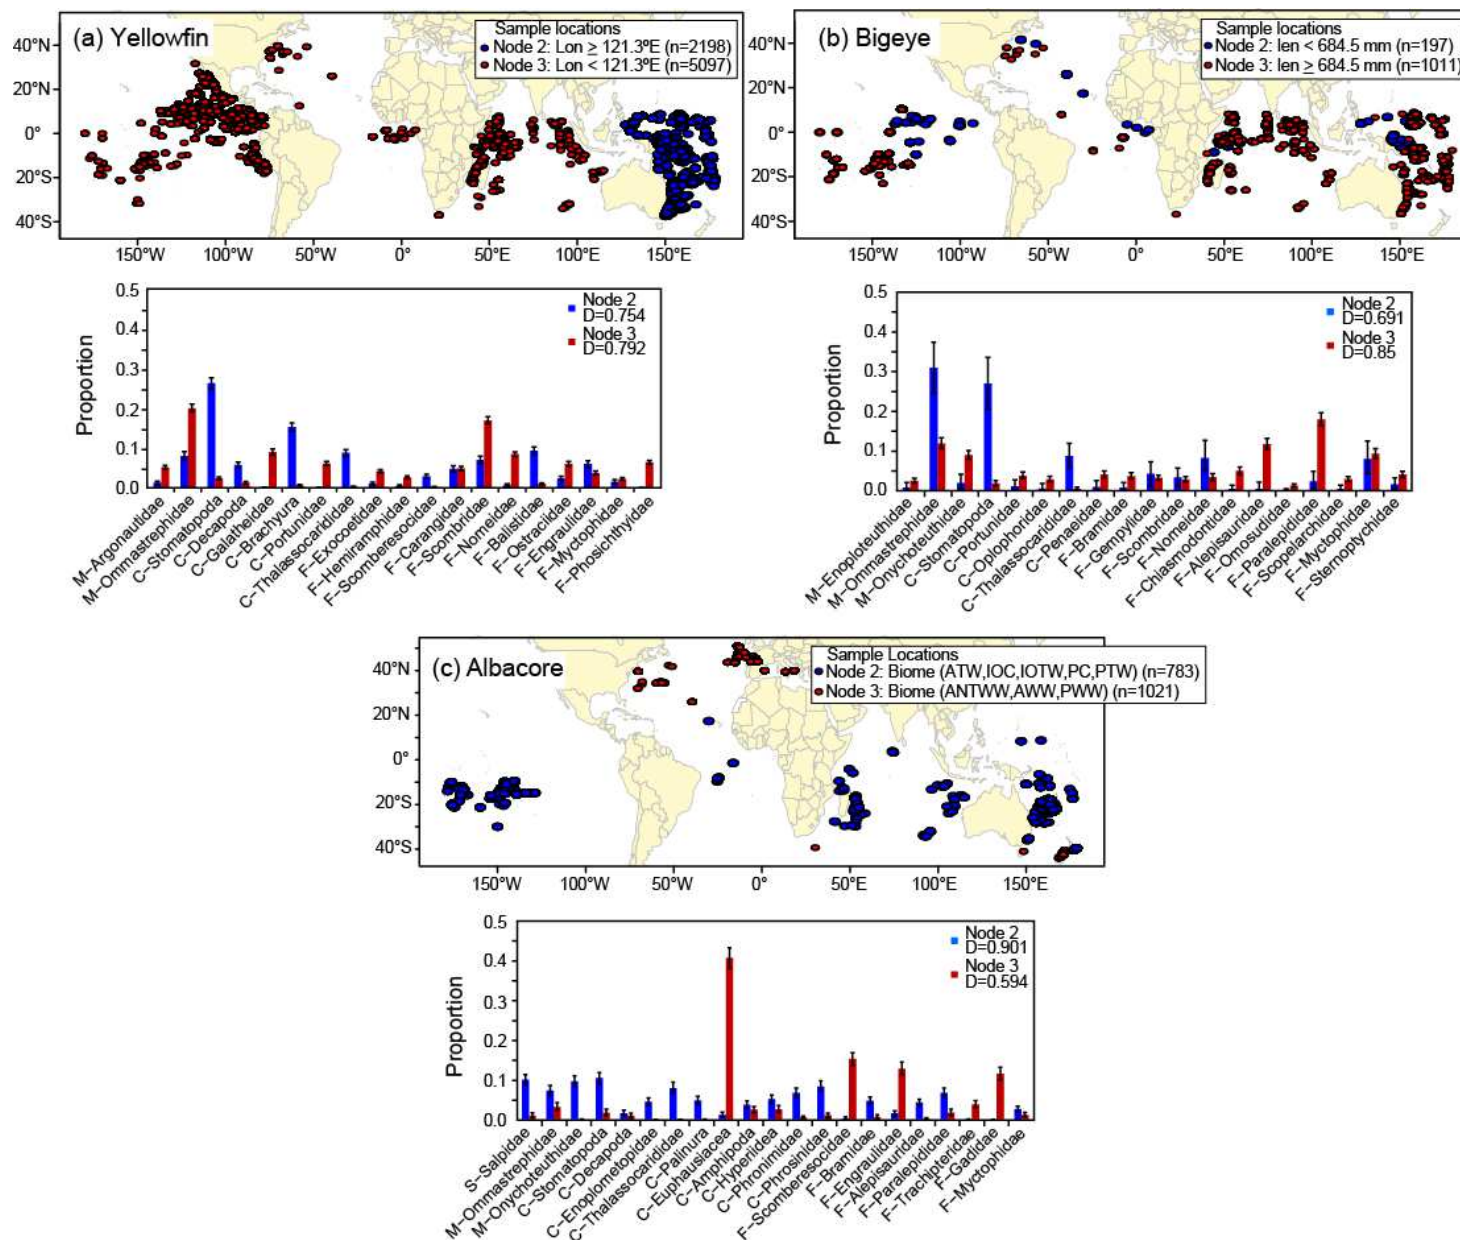 (a) Yellowfin
Sample locations
Node 2: Lon ≥ 121.3ºE (n=2198)
Node 3: Lon < 121.3ºE (n=5097)
40°N
20°N
0°
20°S
40°S
150°W
100°W
50°W
0°
50°E
100°E
150°E
(b) Bigeye
Sample locations
Node 2: len < 684.5 mm (n=197)
Node 3: len ≥ 684.5 mm (n=1011)
40°N
20°N
0°
20°S
40°S
150°W
100°W
50°W
0°
50°E
100°E
150°E
Proportion
0.5
0.4
0.3
0.2
0.1
0.0
Node 2
D=0.754
Node 3
D=0.792
M−Argonautidae
M−Ommastrephidae
C−Stomatopoda
C−Decapoda
C−Galatheidae
C−Brachyura
C−Portunidae
C−Thalassocarididae
F−Exocoetidae
F−Hemiramphidae
F−Scomberesocidae
F−Carangidae
F−Scombridae
F−Nomeidae
F−Balistidae
F−Ostraciidae
F−Engraulidae
F−Myctophidae
F−Phosichthyidae
Proportion
0.5
0.4
0.3
0.2
0.1
0.0
Node 2
D=0.691
Node 3
D=0.85
M−Enoploteuthidae
M−Ommastrephidae
M−Onychoteuthidae
C−Stomatopoda
C−Portunidae
C−Oplophoridae
C−Thalassocarididae
C−Penaeidae
F−Bramidae
F−Gempylidae
F−Scombridae
F−Nomeidae
F−Chiasmodontidae
F−Alepisauridae
F−Omosudidae
F−Paralepididae
F−Scopelarchidae
F−Myctophidae
F−Sternoptychidae
(c) Albacore
Sample Locations
Node 2: Biome (ATW,IOC,IOTW,PC,PTW) (n=783)
Node 3: Biome (ANTWW,AWW,PWW) (n=1021)
40°N
20°N
0°
20°S
40°S
150°W
100°W
50°W
0°
50°E
100°E
150°E
Proportion
0.5
0.4
0.3
0.2
0.1
0.0
Node 2
D=0.901
Node 3
D=0.594
S−Salpidae
M−Ommastrephidae
M−Onychoteuthidae
C−Stomatopoda
C−Decapoda
C−Enoplometopidae
C−Thalassocarididae
C−Palinura
C−Euphausiacea
C−Amphipoda
C−Hyperiidea
C−Phronimidae
C−Phrosinidae
F−Scomberesocidae
F−Bramidae
F−Engraulidae
F−Alepisauridae
F−Paralepididae
F−Trachipteridae
F−Gadidae
F−Myctophidae